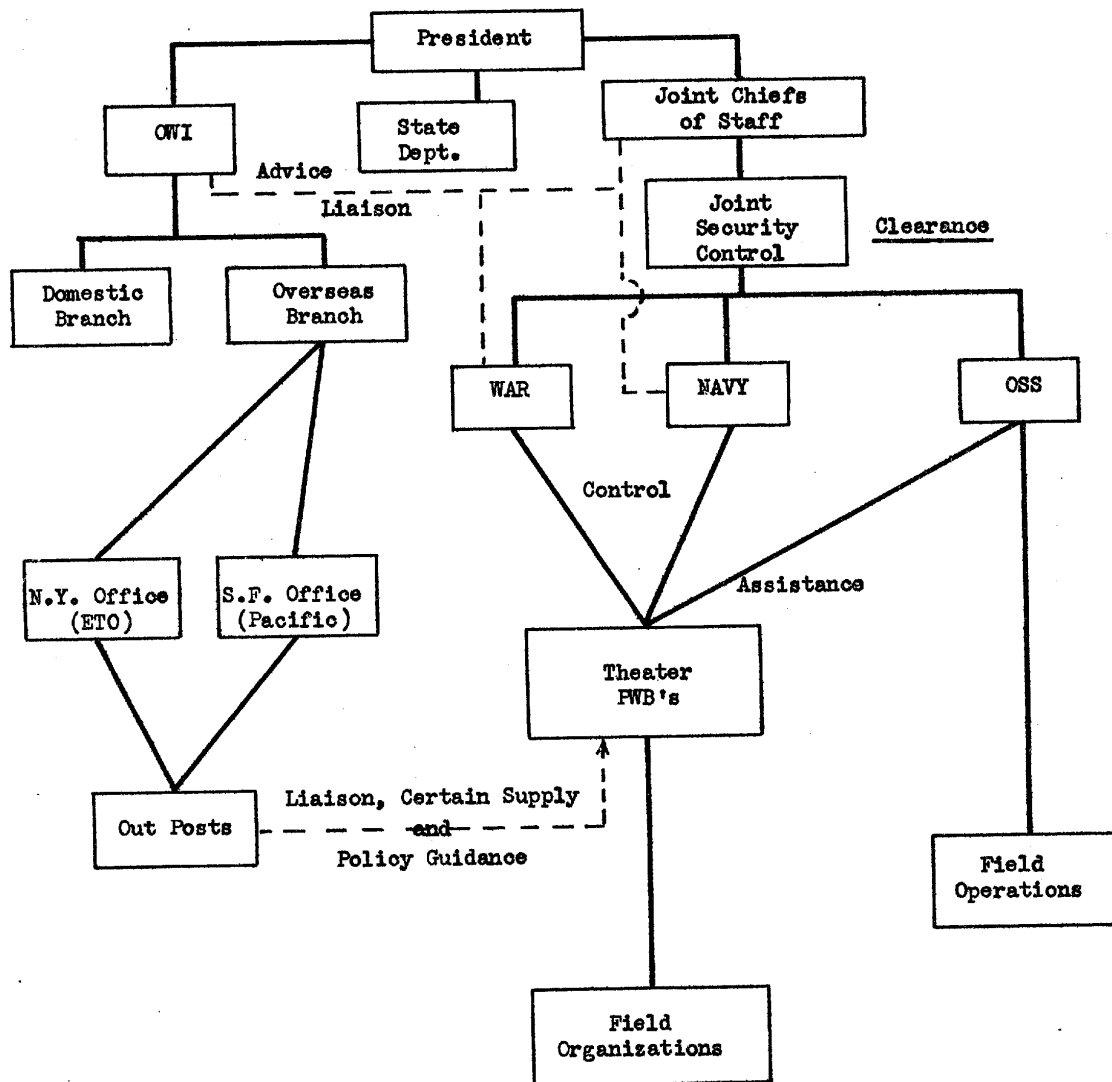 President
OWI
State
Dept.
Joint Chiefs
of Staff
Advice
Liaison
Joint
Security
Control
Clearance
Domestic
Branch
Overseas
Branch
WAR
NAVY
OSS
Control
N.Y. Office
(ETO)
S.F. Office
(Pacific)
Assistance
Theater
PWB's
Out Posts
Liaison, Certain Supply
and
Policy Guidance
Field
Operations
Field
Organizations